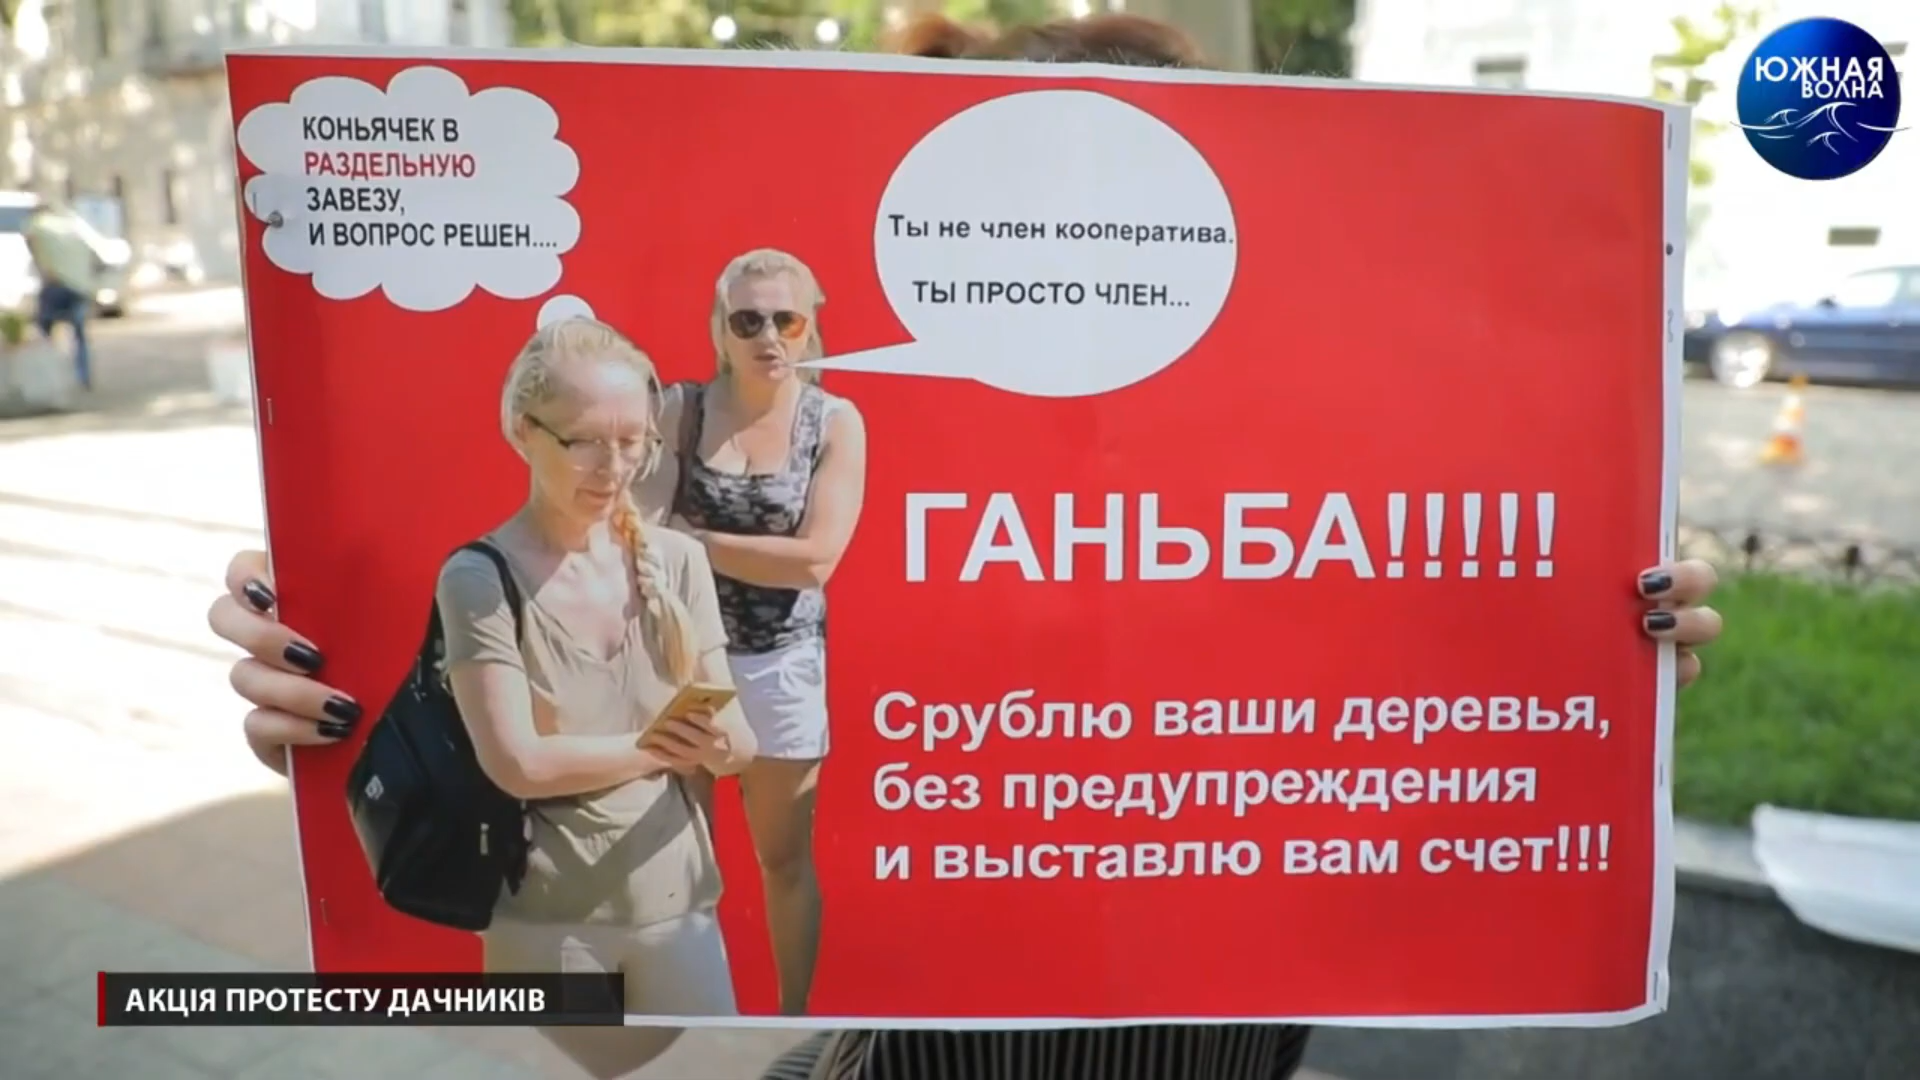 ЮЖНАЯ
ВОЛНА
КОНЬЯЧЕК В
РАЗДЕЛЬНУЮ
ЗАВЕЗУ,
И ВОПРОС РЕШЕН....
Ты не член кооператива.
ТЫ ПРОСТО ЧЛЕН...
ГАНЬБА!!!!!
Срублю ваши деревья,
без предупреждения
и выставлю вам счет!!!
АКЦІЯ ПРОТЕСТУ ДАЧНИКІВ